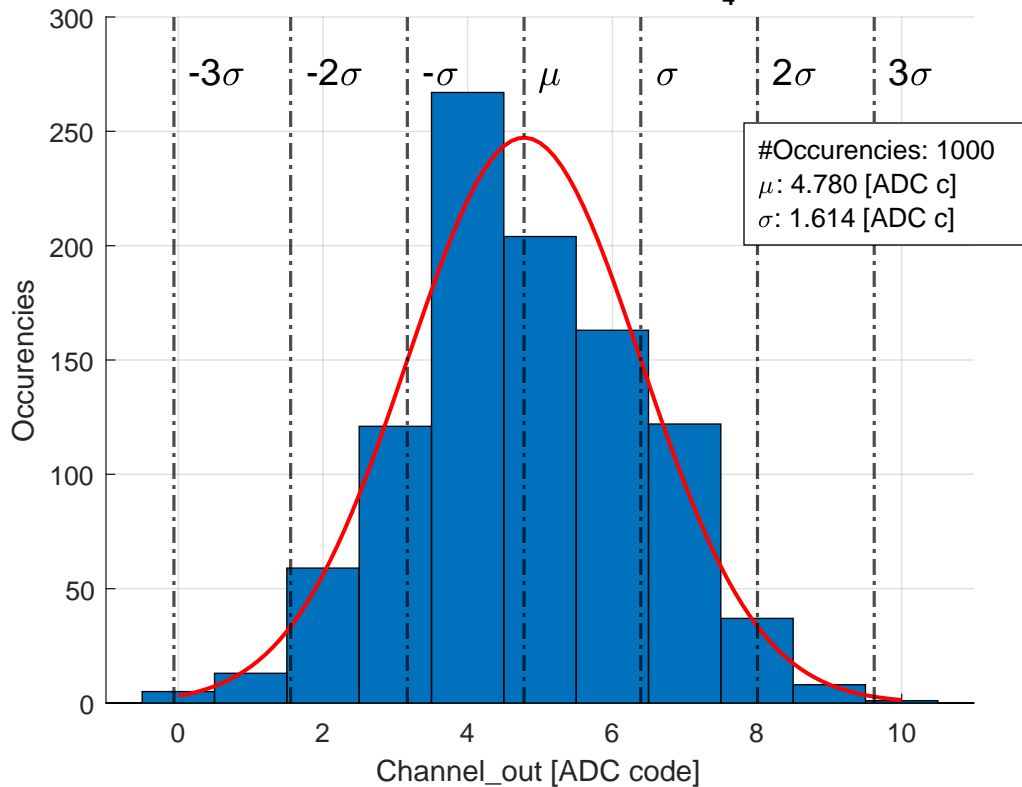 4
300
250
200
150
100
50
0
-3σ -2σ -σ μ σ 2σ 3σ
#Occurencies: 1000
μ: 4.780 [ADC c]
σ: 1.614 [ADC c]
Occurencies
0 2 4 6 8 10
Channel_out [ADC code]